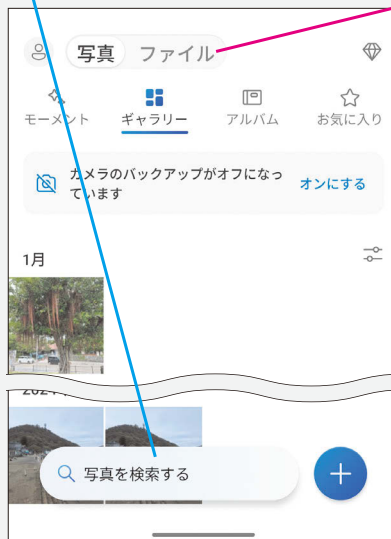 写真 ファイル
モーメント ギャラリー アルバム お気に入り
カメラのバックアップがオフになっ
ています
オンにする
1月
写真を検索する